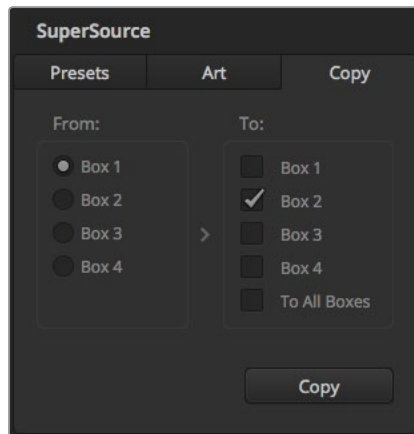 SuperSource
Presets Art Copy
From: To:
Box 1 Box 1
Box 2 Box 2
Box 3 > Box 3
Box 4 Box 4
To All Boxes
Copy